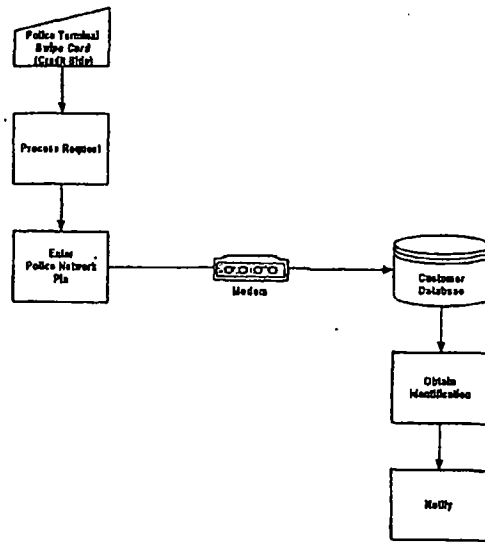 Police Terminal
Swipe Card
(Credit Side)
Process Request
Enter
Police Network
Pin
Modem
Customer
Database
Obtain
Identification
Notify